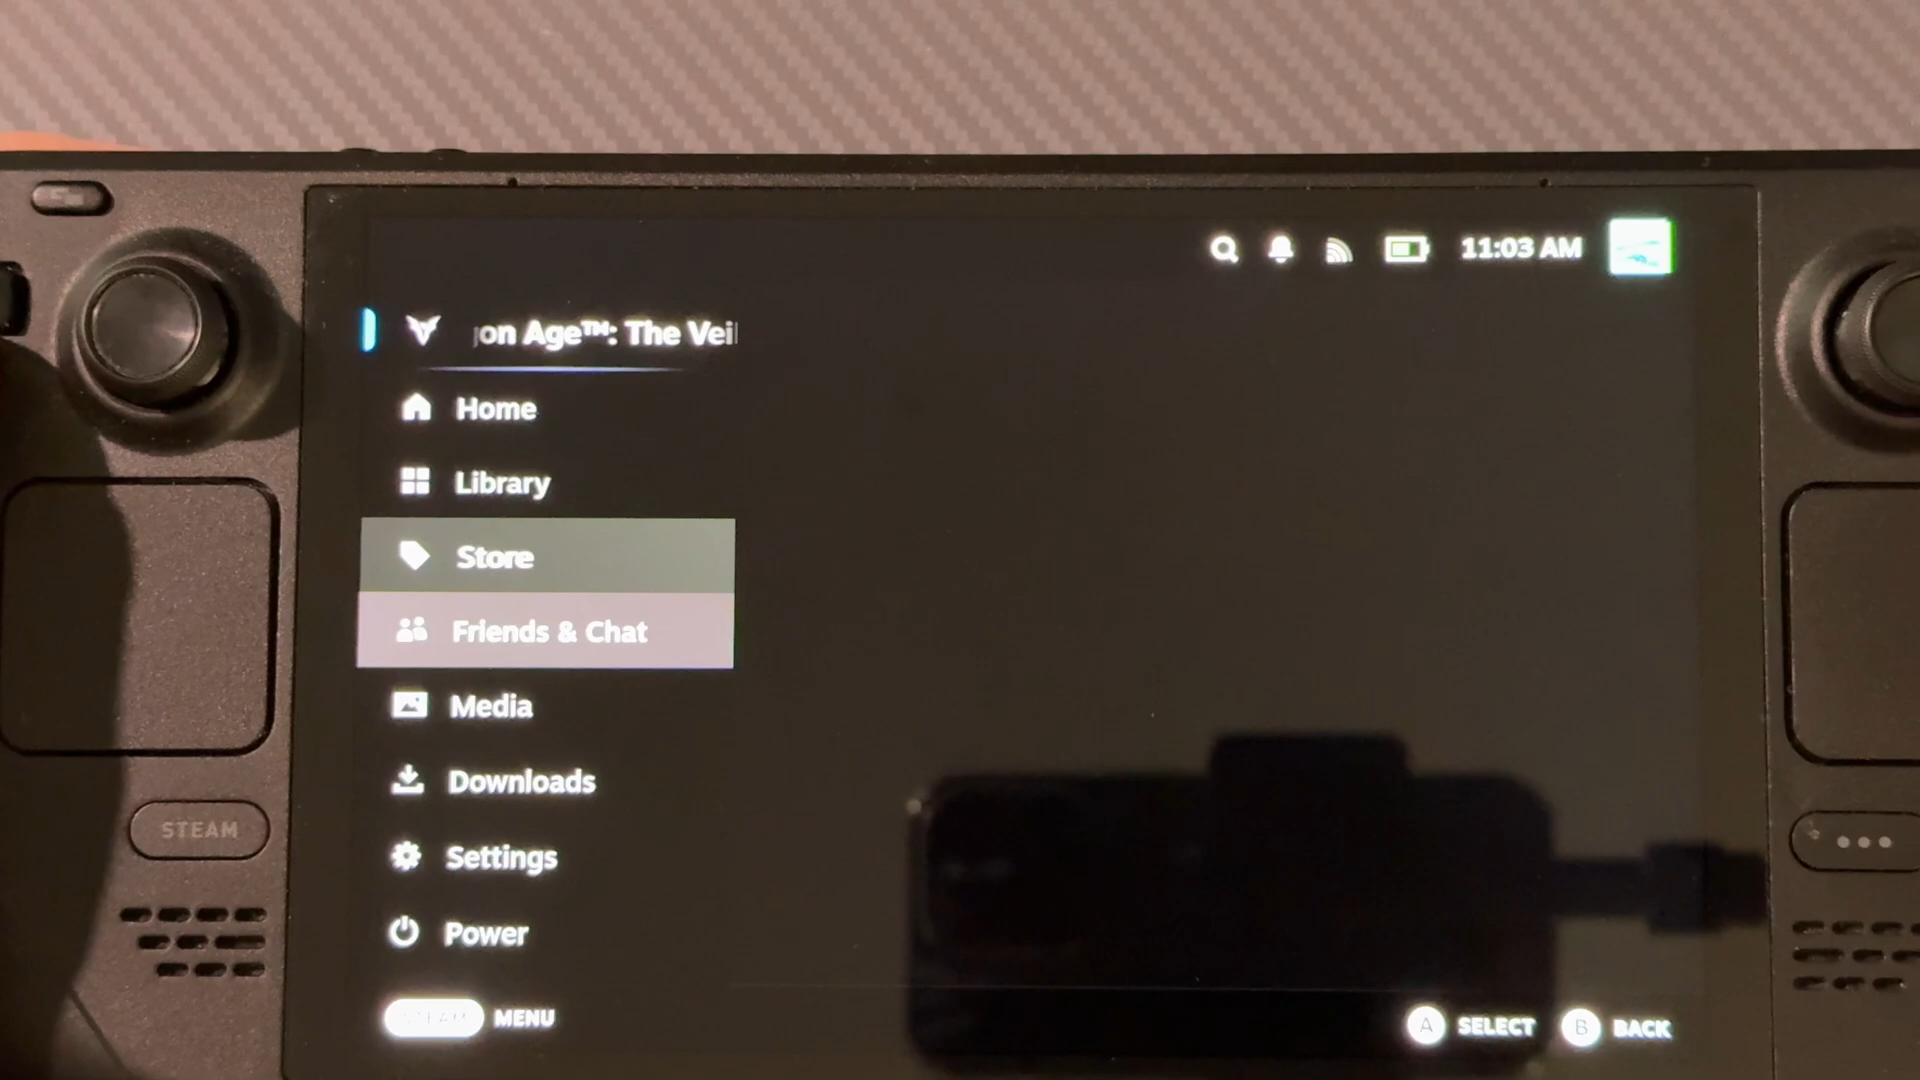 11:03 AM
on Age™: The Veil
Home
Library
Store
Friends & Chat
Media
Downloads
Settings
Power
STEAM
STEAM MENU
A SELECT B BACK